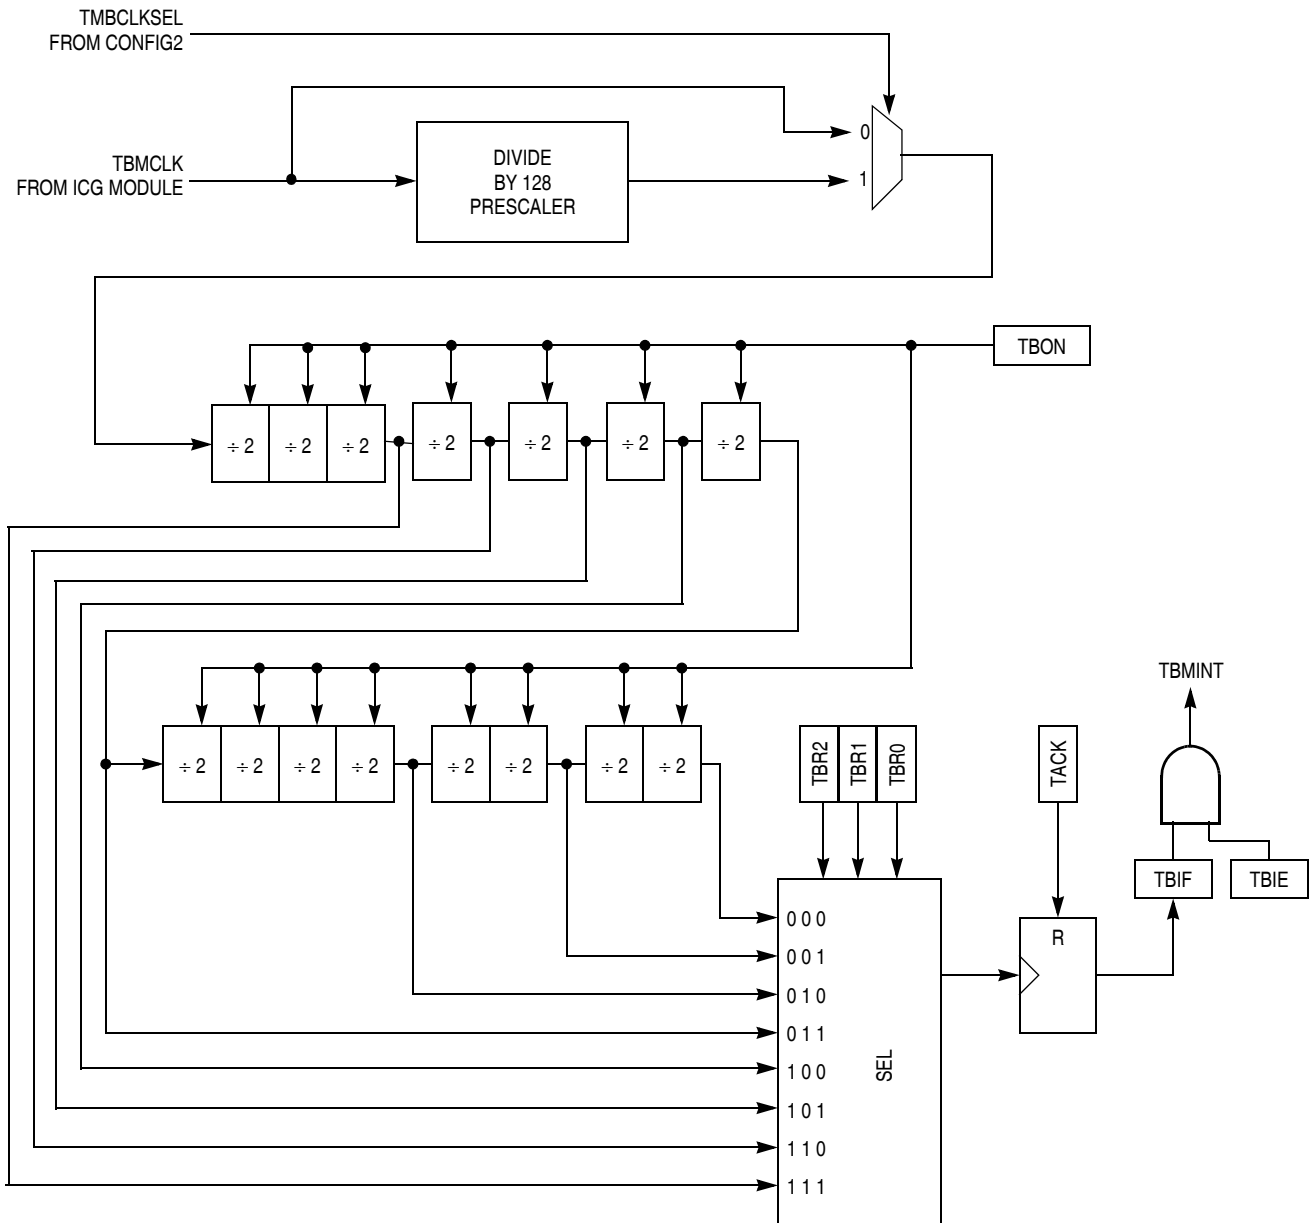 TMBCLKSEL
FROM CONFIG2
0
TBMCLK
FROM ICG MODULE
DIVIDE
BY 128
PRESCALER
1
TBON
÷ 2
÷ 2
÷ 2
÷ 2
÷ 2
÷ 2
÷ 2
TBMINT
÷ 2
÷ 2
÷ 2
÷ 2
÷ 2
÷ 2
÷ 2
÷ 2
TBR2
TBR1
TBR0
TACK
TBIF
TBIE
0 0 0
0 0 1
0 1 0
0 1 1
1 0 0
1 0 1
1 1 0
1 1 1
SEL
R